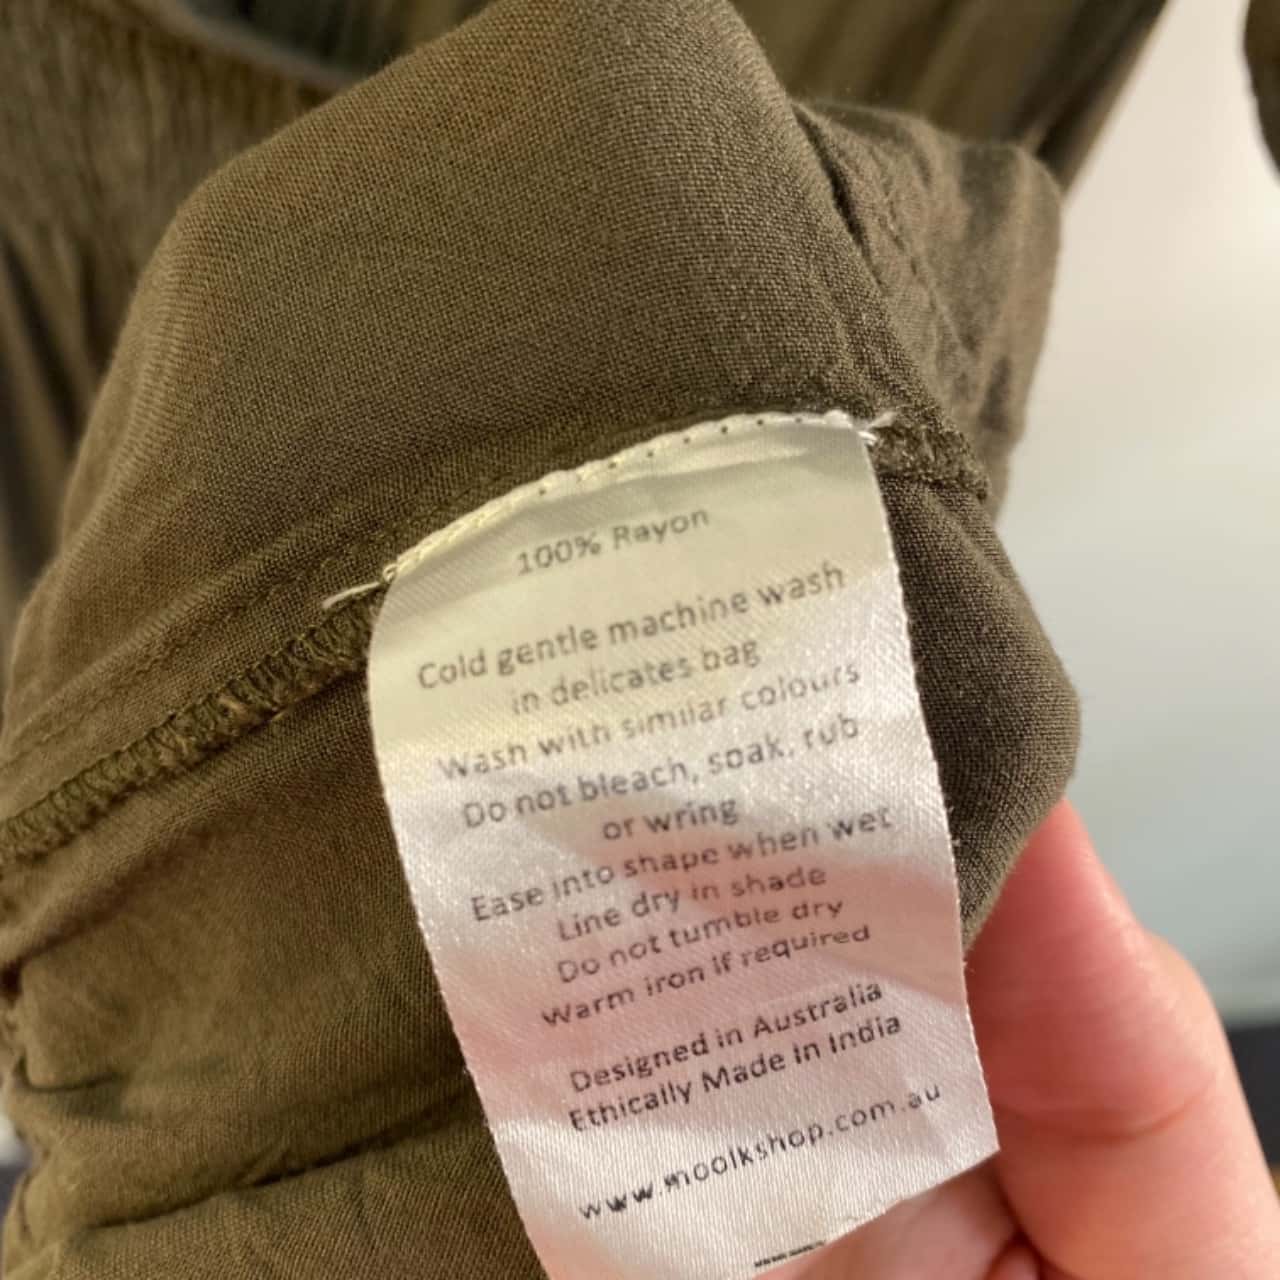 100% Rayon
Cold gentle machine wash
in delicates bag
Wash with similar colours
Do not bleach, soak, rub
or wring
Ease into shape when wet
Line dry in shade
Do not tumble dry
Warm iron if required
Designed in Australia
Ethically Made in India
www.moolkshop.com.au